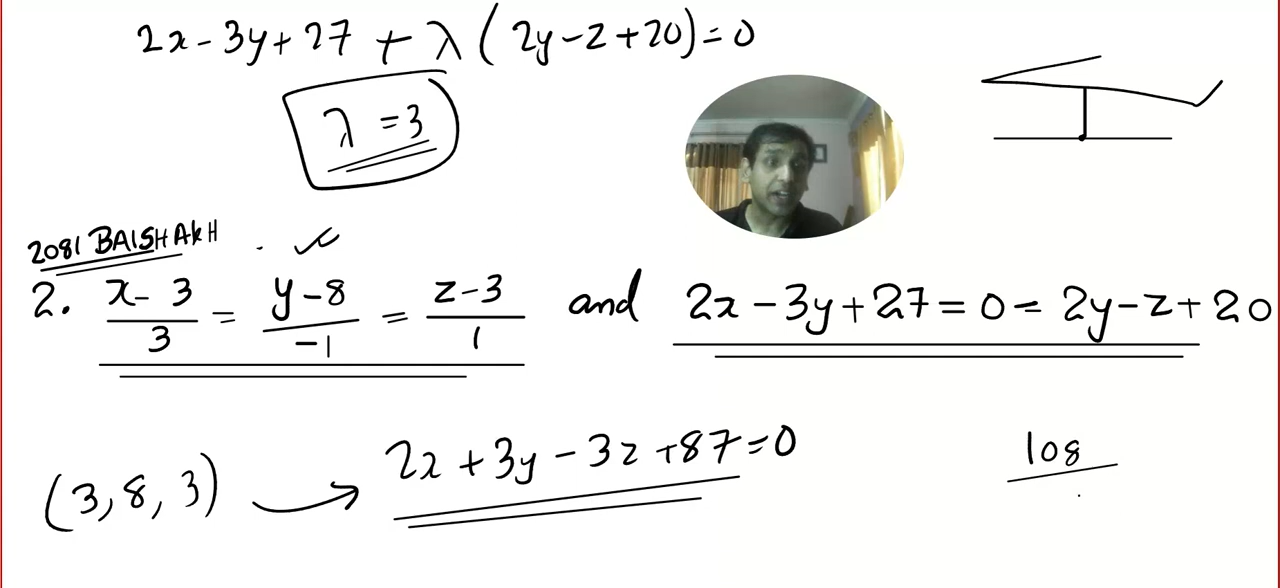 2x - 3y + 27 + λ (2y - z + 20) = 0
λ = 3
2081 BAISHAKH
2. x - 3 / 3 = y - 8 / -1 = z - 3 / 1 and 2x - 3y + 27 = 0 = 2y - z + 20
(3, 8, 3) → 2x + 3y - 3z + 87 = 0
108